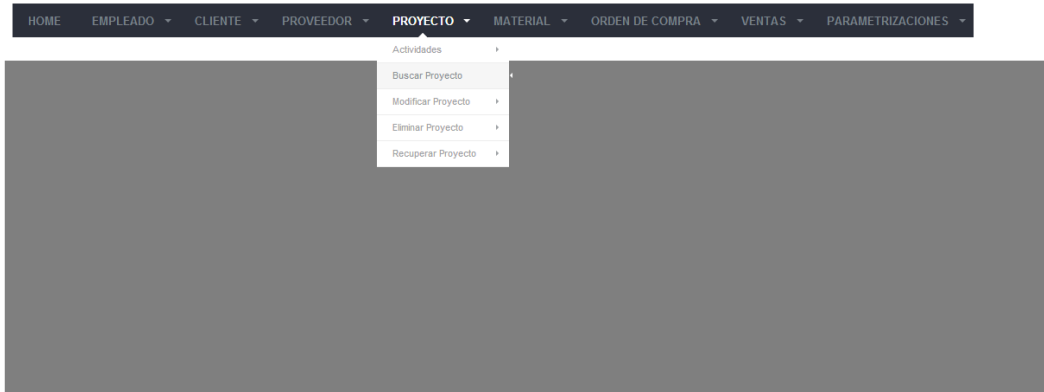 HOME EMPLEADO CLIENTE PROVEEDOR PROYECTO MATERIAL ORDEN DE COMPRA VENTAS PARAMETRIZACIONES
Actividades
Buscar Proyecto
Modificar Proyecto
Eliminar Proyecto
Recuperar Proyecto